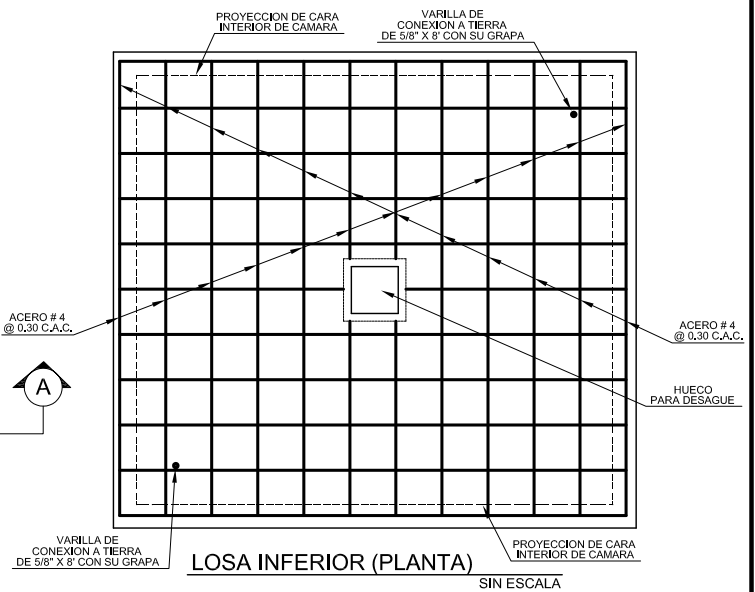 PROYECCION DE CARA
INTERIOR DE CAMARA
VARILLA DE
CONEXION A TIERRA
DE 5/8" X 8' CON SU GRAPA
ACERO # 4
@ 0.30 C.A.C.
ACERO # 4
@ 0.30 C.A.C.
A
HUECO
PARA DESAGUE
VARILLA DE
CONEXION A TIERRA
DE 5/8" X 8' CON SU GRAPA
PROYECCION DE CARA
INTERIOR DE CAMARA
LOSA INFERIOR (PLANTA)
SIN ESCALA